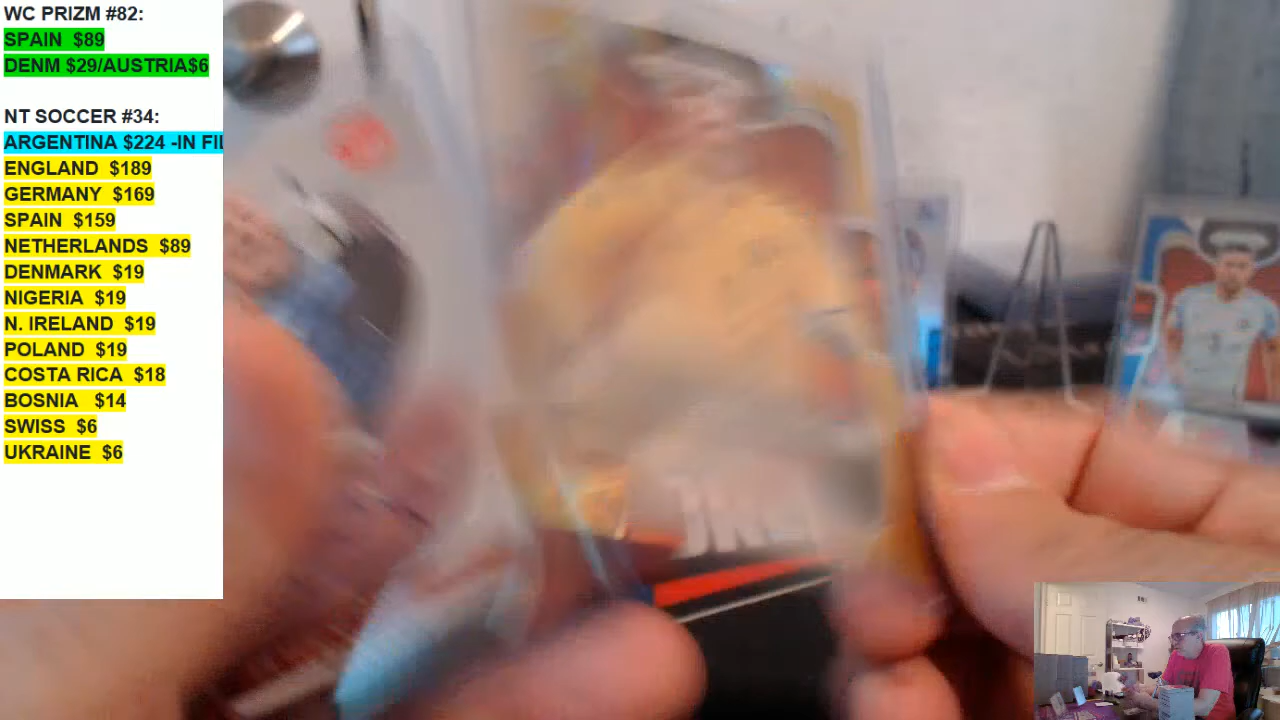 WC PRIZM #82:
SPAIN $89
DENM $29/AUSTRIA$6
NT SOCCER #34:
ARGENTINA $224 -IN FIL
ENGLAND $189
GERMANY $169
SPAIN $159
NETHERLANDS $89
DENMARK $19
NIGERIA $19
N. IRELAND $19
POLAND $19
COSTA RICA $18
BOSNIA $14
SWISS $6
UKRAINE $6